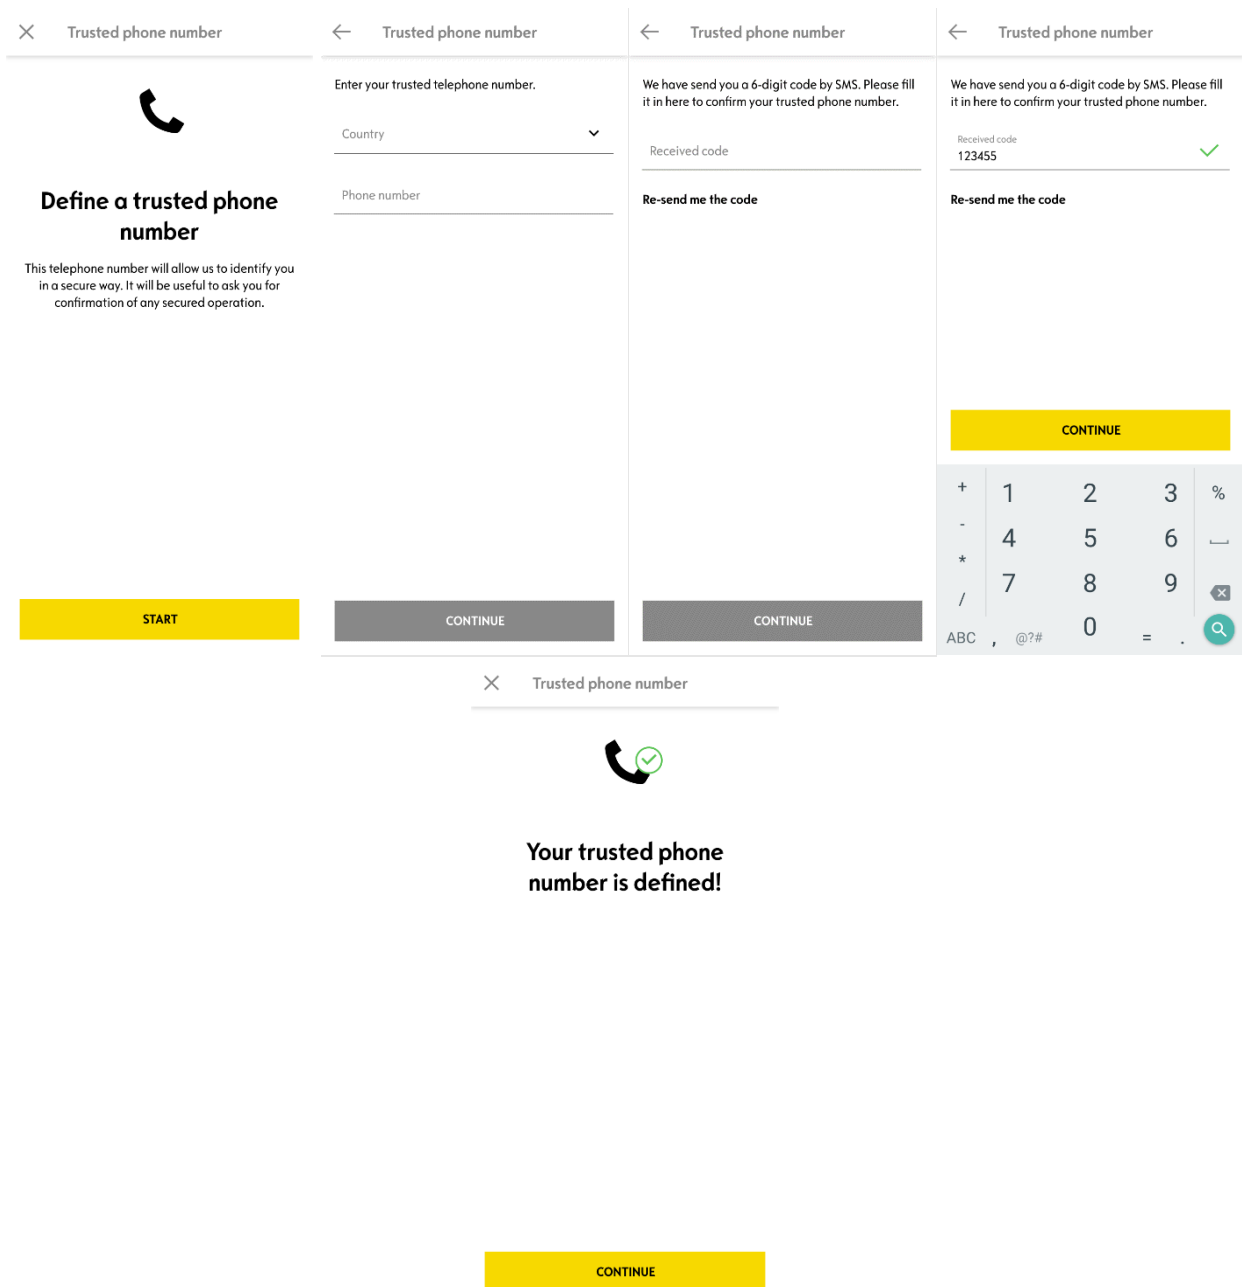 Trusted phone number
Define a trusted phone
number
This telephone number will allow us to identify you
in a secure way. It will be useful to ask you for
confirmation of any secured operation.
START
Trusted phone number
Enter your trusted telephone number.
Country
Phone number
CONTINUE
Trusted phone number
We have send you a 6-digit code by SMS. Please fill
it in here to confirm your trusted phone number.
Received code
Re-send me the code
CONTINUE
Trusted phone number
We have send you a 6-digit code by SMS. Please fill
it in here to confirm your trusted phone number.
Received code
123455
Re-send me the code
CONTINUE
+ 1 2 3 %
- 4 5 6
* 7 8 9
/ 0
ABC , @?# = .
Trusted phone number
Your trusted phone
number is defined!
CONTINUE